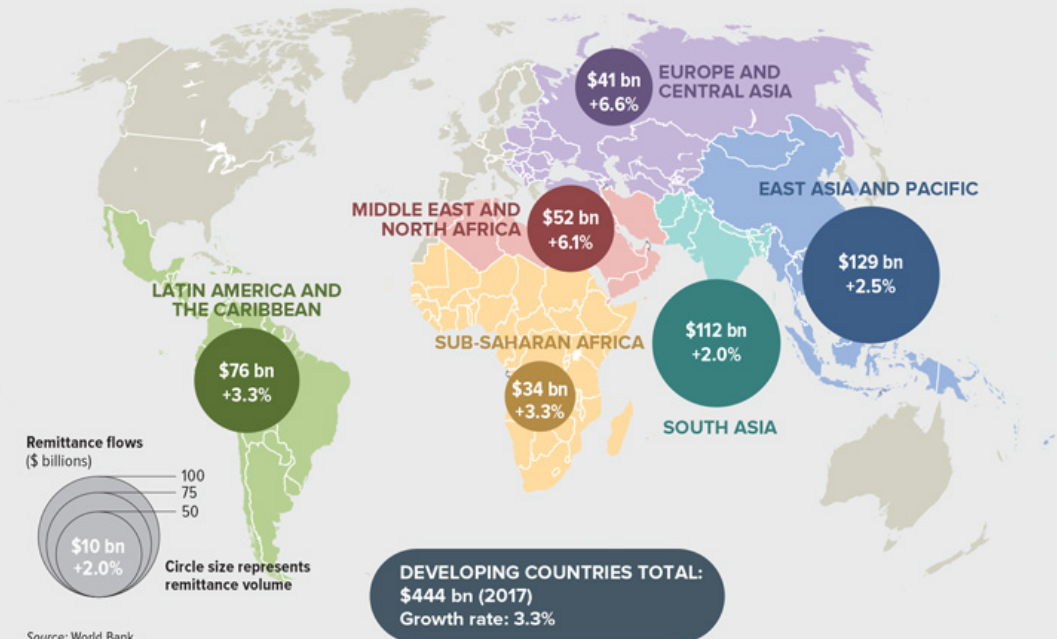 $41 bn
+6.6%
EUROPE AND
CENTRAL ASIA
EAST ASIA AND PACIFIC
$129 bn
+2.5%
MIDDLE EAST AND
NORTH AFRICA
$52 bn
+6.1%
LATIN AMERICA AND
THE CARIBBEAN
$76 bn
+3.3%
SUB-SAHARAN AFRICA
$34 bn
+3.3%
$112 bn
+2.0%
SOUTH ASIA
Remittance flows
($ billions)
100
75
50
$10 bn
+2.0%
Circle size represents
remittance volume
DEVELOPING COUNTRIES TOTAL:
$444 bn (2017)
Growth rate: 3.3%
Source: World Bank